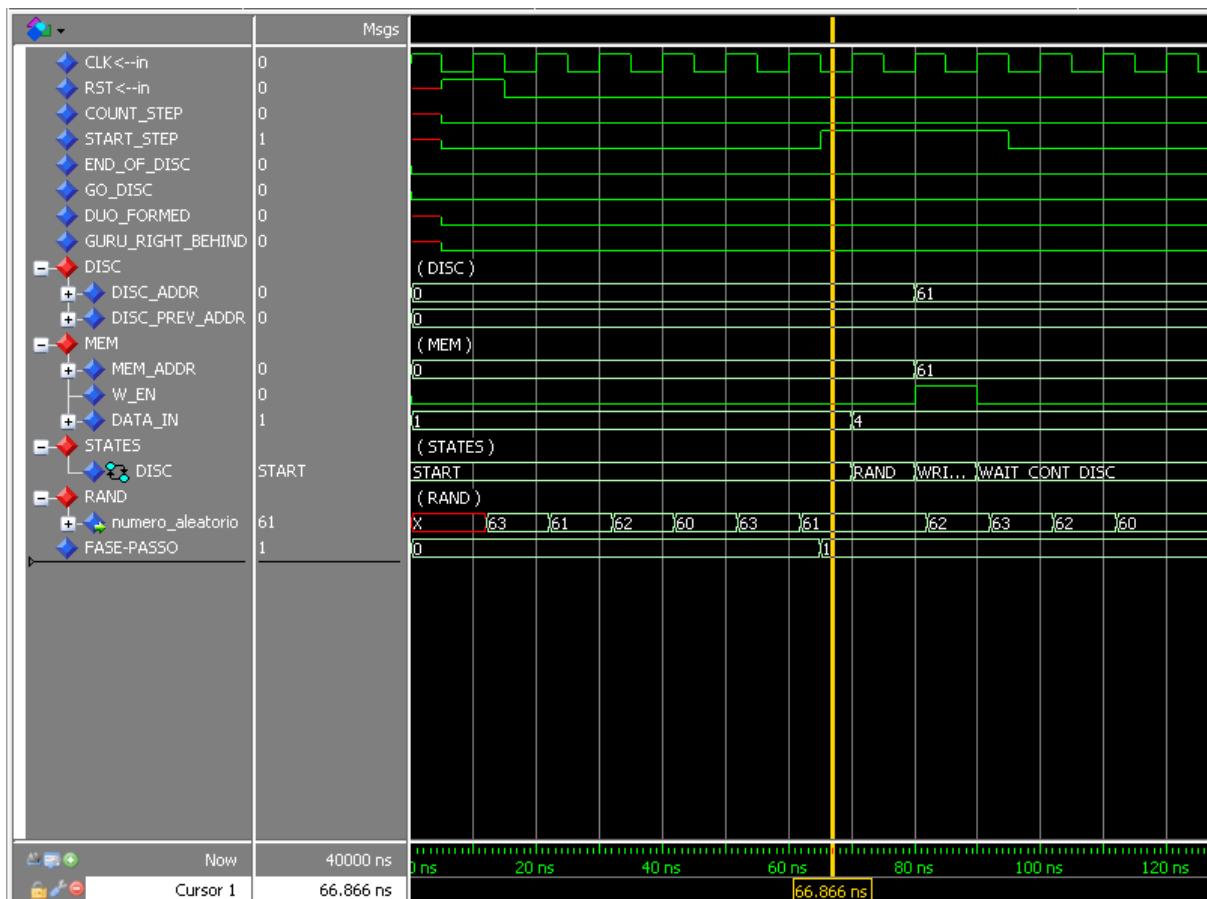 Msgs
CLK<--in 0
RST<--in 0
COUNT_STEP 0
START_STEP 1
END_OF_DISC 0
GO_DISC 0
DUO_FORMED 0
GURU_RIGHT_BEHIND 0
DISC ( DISC )
DISC_ADDR 0 0 61
DISC_PREV_ADDR 0 0
MEM ( MEM )
MEM_ADDR 0 0 61
W_EN 0
DATA_IN 1 1 4
STATES ( STATES )
DISC START START RAND WRI... WAIT_CONT_DISC
RAND ( RAND )
numero_aleatorio 61 X 63 61 62 60 63 61 62 63 62 60
FASE-PASSO 1 0 1
Now 40000 ns 0 ns 20 ns 40 ns 60 ns 80 ns 100 ns 120 ns
Cursor 1 66.866 ns 66.866 ns